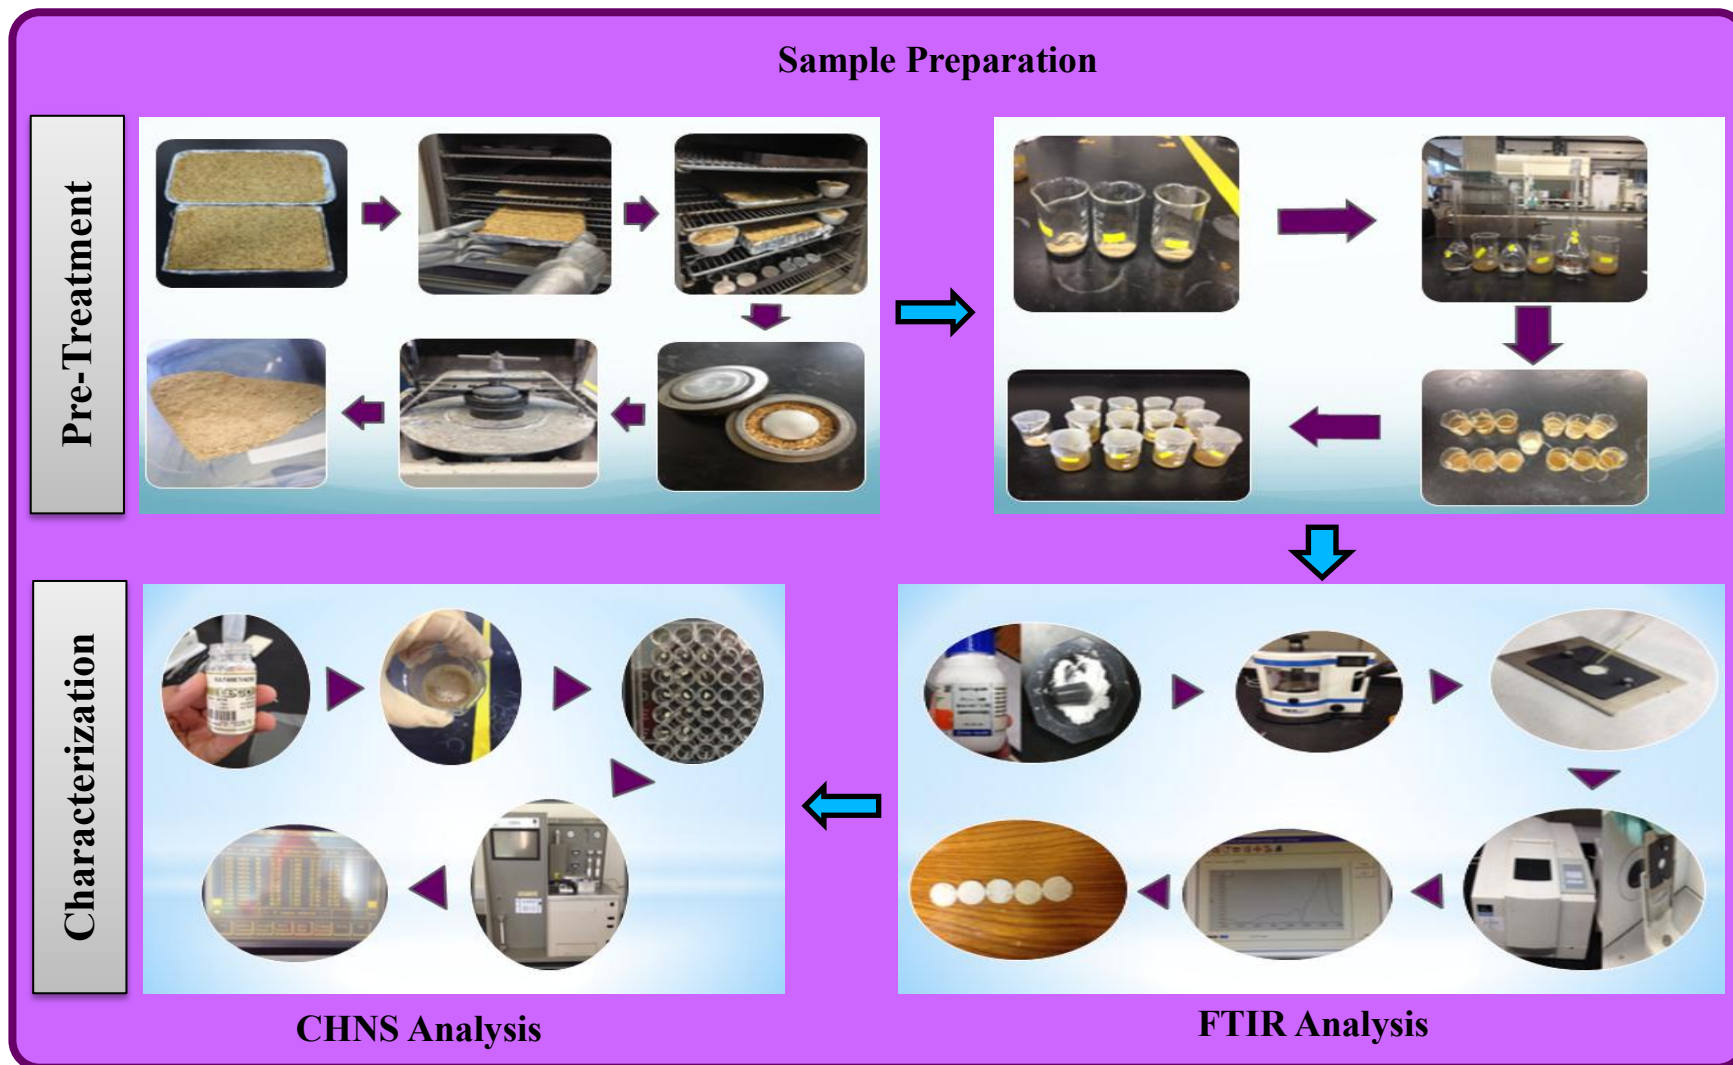 Sample Preparation
Pre-Treatment
Characterization
CHNS Analysis
FTIR Analysis